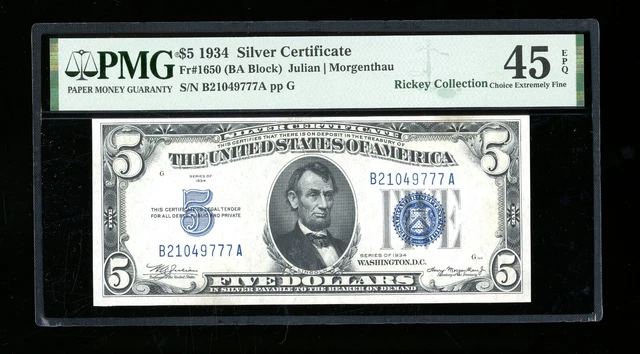 PMG
PAPER MONEY GUARANTY
$5 1934 Silver Certificate
Fr#1650 (BA Block) Julian | Morgenthau
S/N B21049777A pp G
Rickey Collection
45
EPQ
Choice Extremely Fine
SILVER CERTIFICATE
THIS CERTIFIES THAT THERE IS ON DEPOSIT IN THE TREASURY OF
5 THE UNITED STATES OF AMERICA 5
G
SERIES OF
1934
B21049777A
THIS CERTIFICATE IS LEGAL TENDER
FOR ALL DEBTS PUBLIC AND PRIVATE
5
FIVE
B21049777A
SERIES OF 1934
WASHINGTON, D.C.
G
LINCOLN
5 FIVE DOLLARS 5
IN SILVER PAYABLE TO THE BEARER ON DEMAND